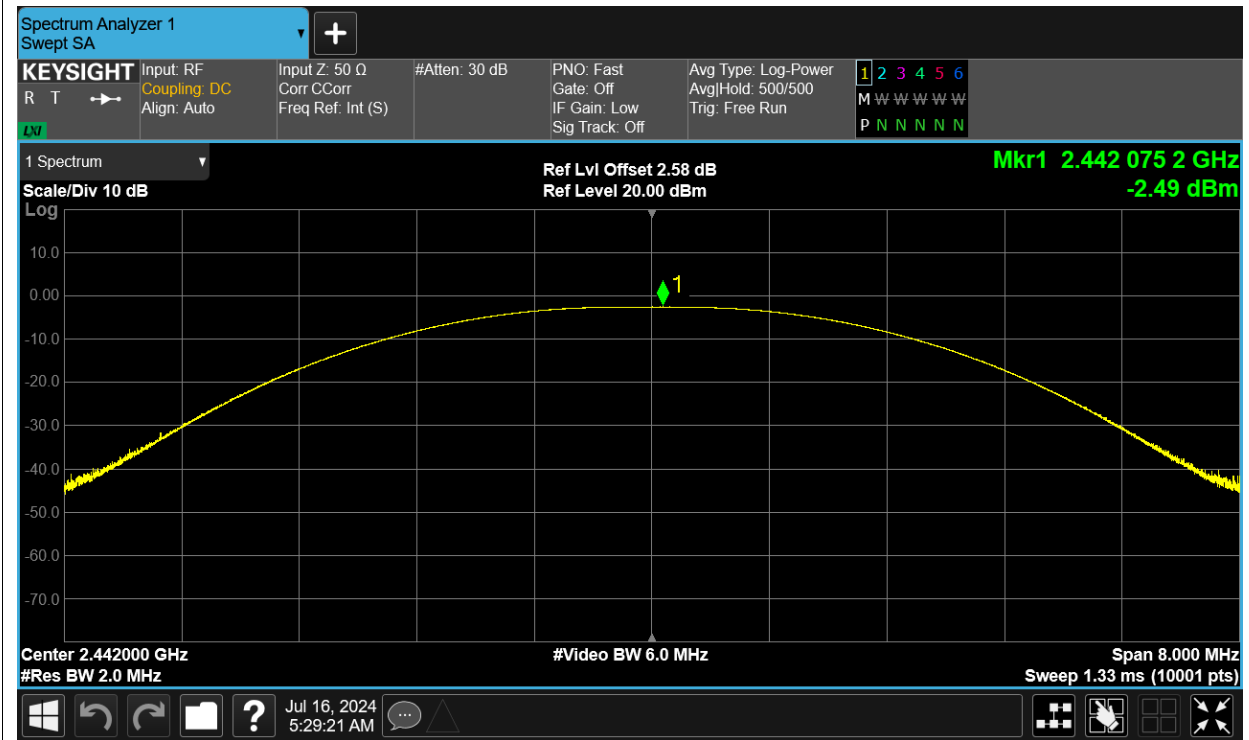 Spectrum Analyzer 1
Swept SA
KEYSIGHT
R T
LXI
Input: RF
Coupling: DC
Align: Auto
Input Z: 50 Ω
Corr CCorr
Freq Ref: Int (S)
#Atten: 30 dB
PNO: Fast
Gate: Off
IF Gain: Low
Sig Track: Off
Avg Type: Log-Power
Avg|Hold: 500/500
Trig: Free Run
1 2 3 4 5 6
M W W W W W
P N N N N N
1 Spectrum
Scale/Div 10 dB
Ref Lvl Offset 2.58 dB
Ref Level 20.00 dBm
Mkr1 2.442 075 2 GHz
-2.49 dBm
Log
10.0
0.00
-10.0
-20.0
-30.0
-40.0
-50.0
-60.0
-70.0
1
Center 2.442000 GHz
#Res BW 2.0 MHz
#Video BW 6.0 MHz
Span 8.000 MHz
Sweep 1.33 ms (10001 pts)
?
Jul 16, 2024
5:29:21 AM